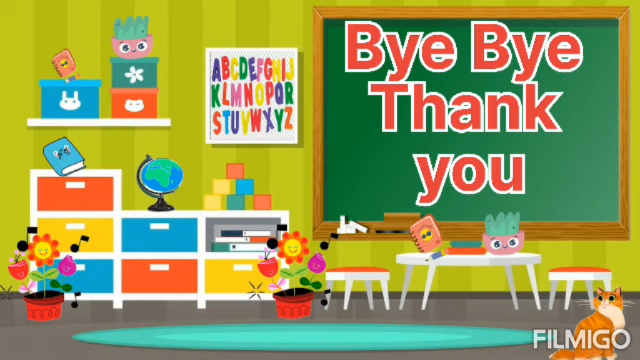 Bye Bye
Thank
you
ABCDEFGHIJ
KLMNOPQR
STUVWXYZ
FILMIGO